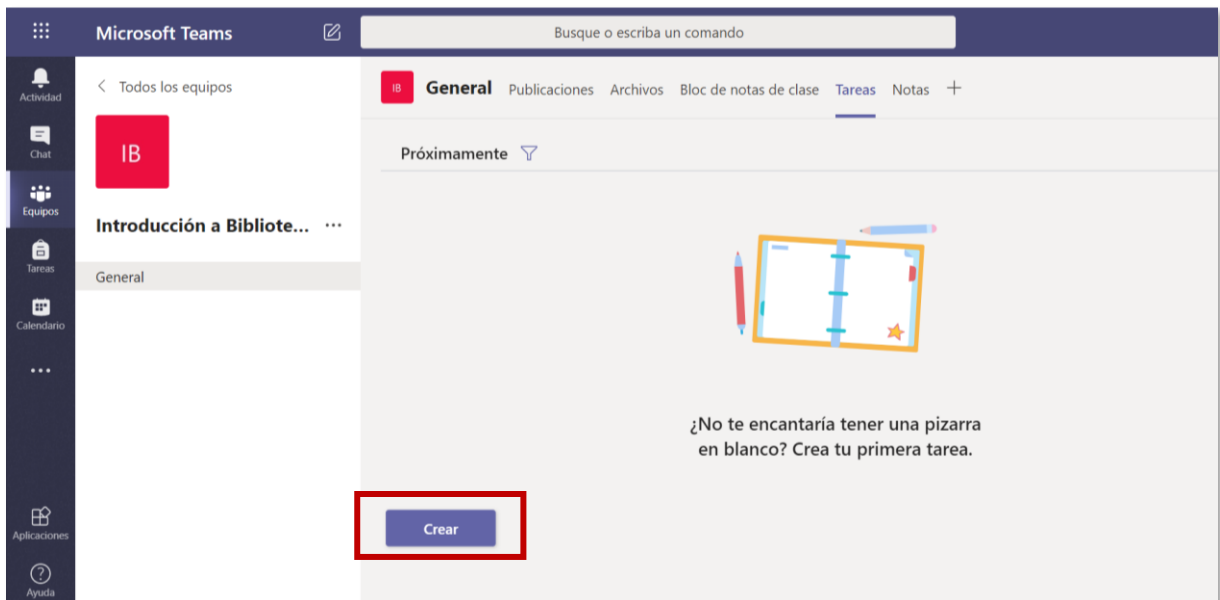 Microsoft Teams
Busque o escriba un comando
Actividad
Chat
Equipos
Tareas
Calendario
Aplicaciones
Ayuda
Todos los equipos
IB
Introducción a Bibliote... ...
General
IB General Publicaciones Archivos Bloc de notas de clase Tareas Notas +
Próximamente
¿No te encantaría tener una pizarra
en blanco? Crea tu primera tarea.
Crear